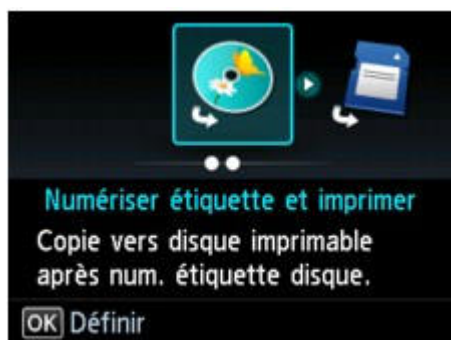 Numériser étiquette et imprimer
Copie vers disque imprimable
après num. étiquette disque.
OK Définir